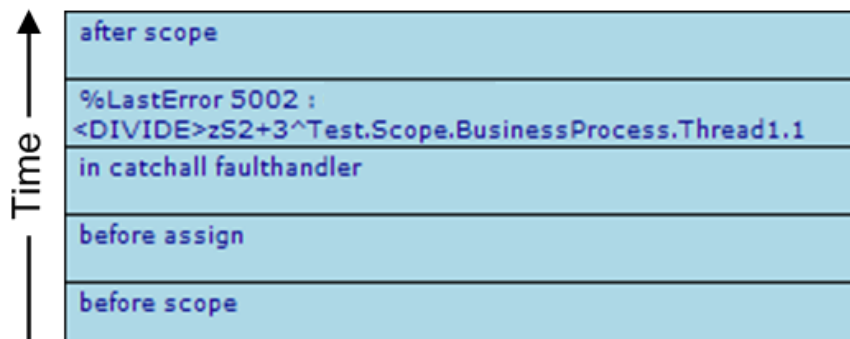 Time
after scope
%LastError 5002 :
<DIVIDE>zS2+3^Test.Scope.BusinessProcess.Thread1.1
in catchall faulthandler
before assign
before scope